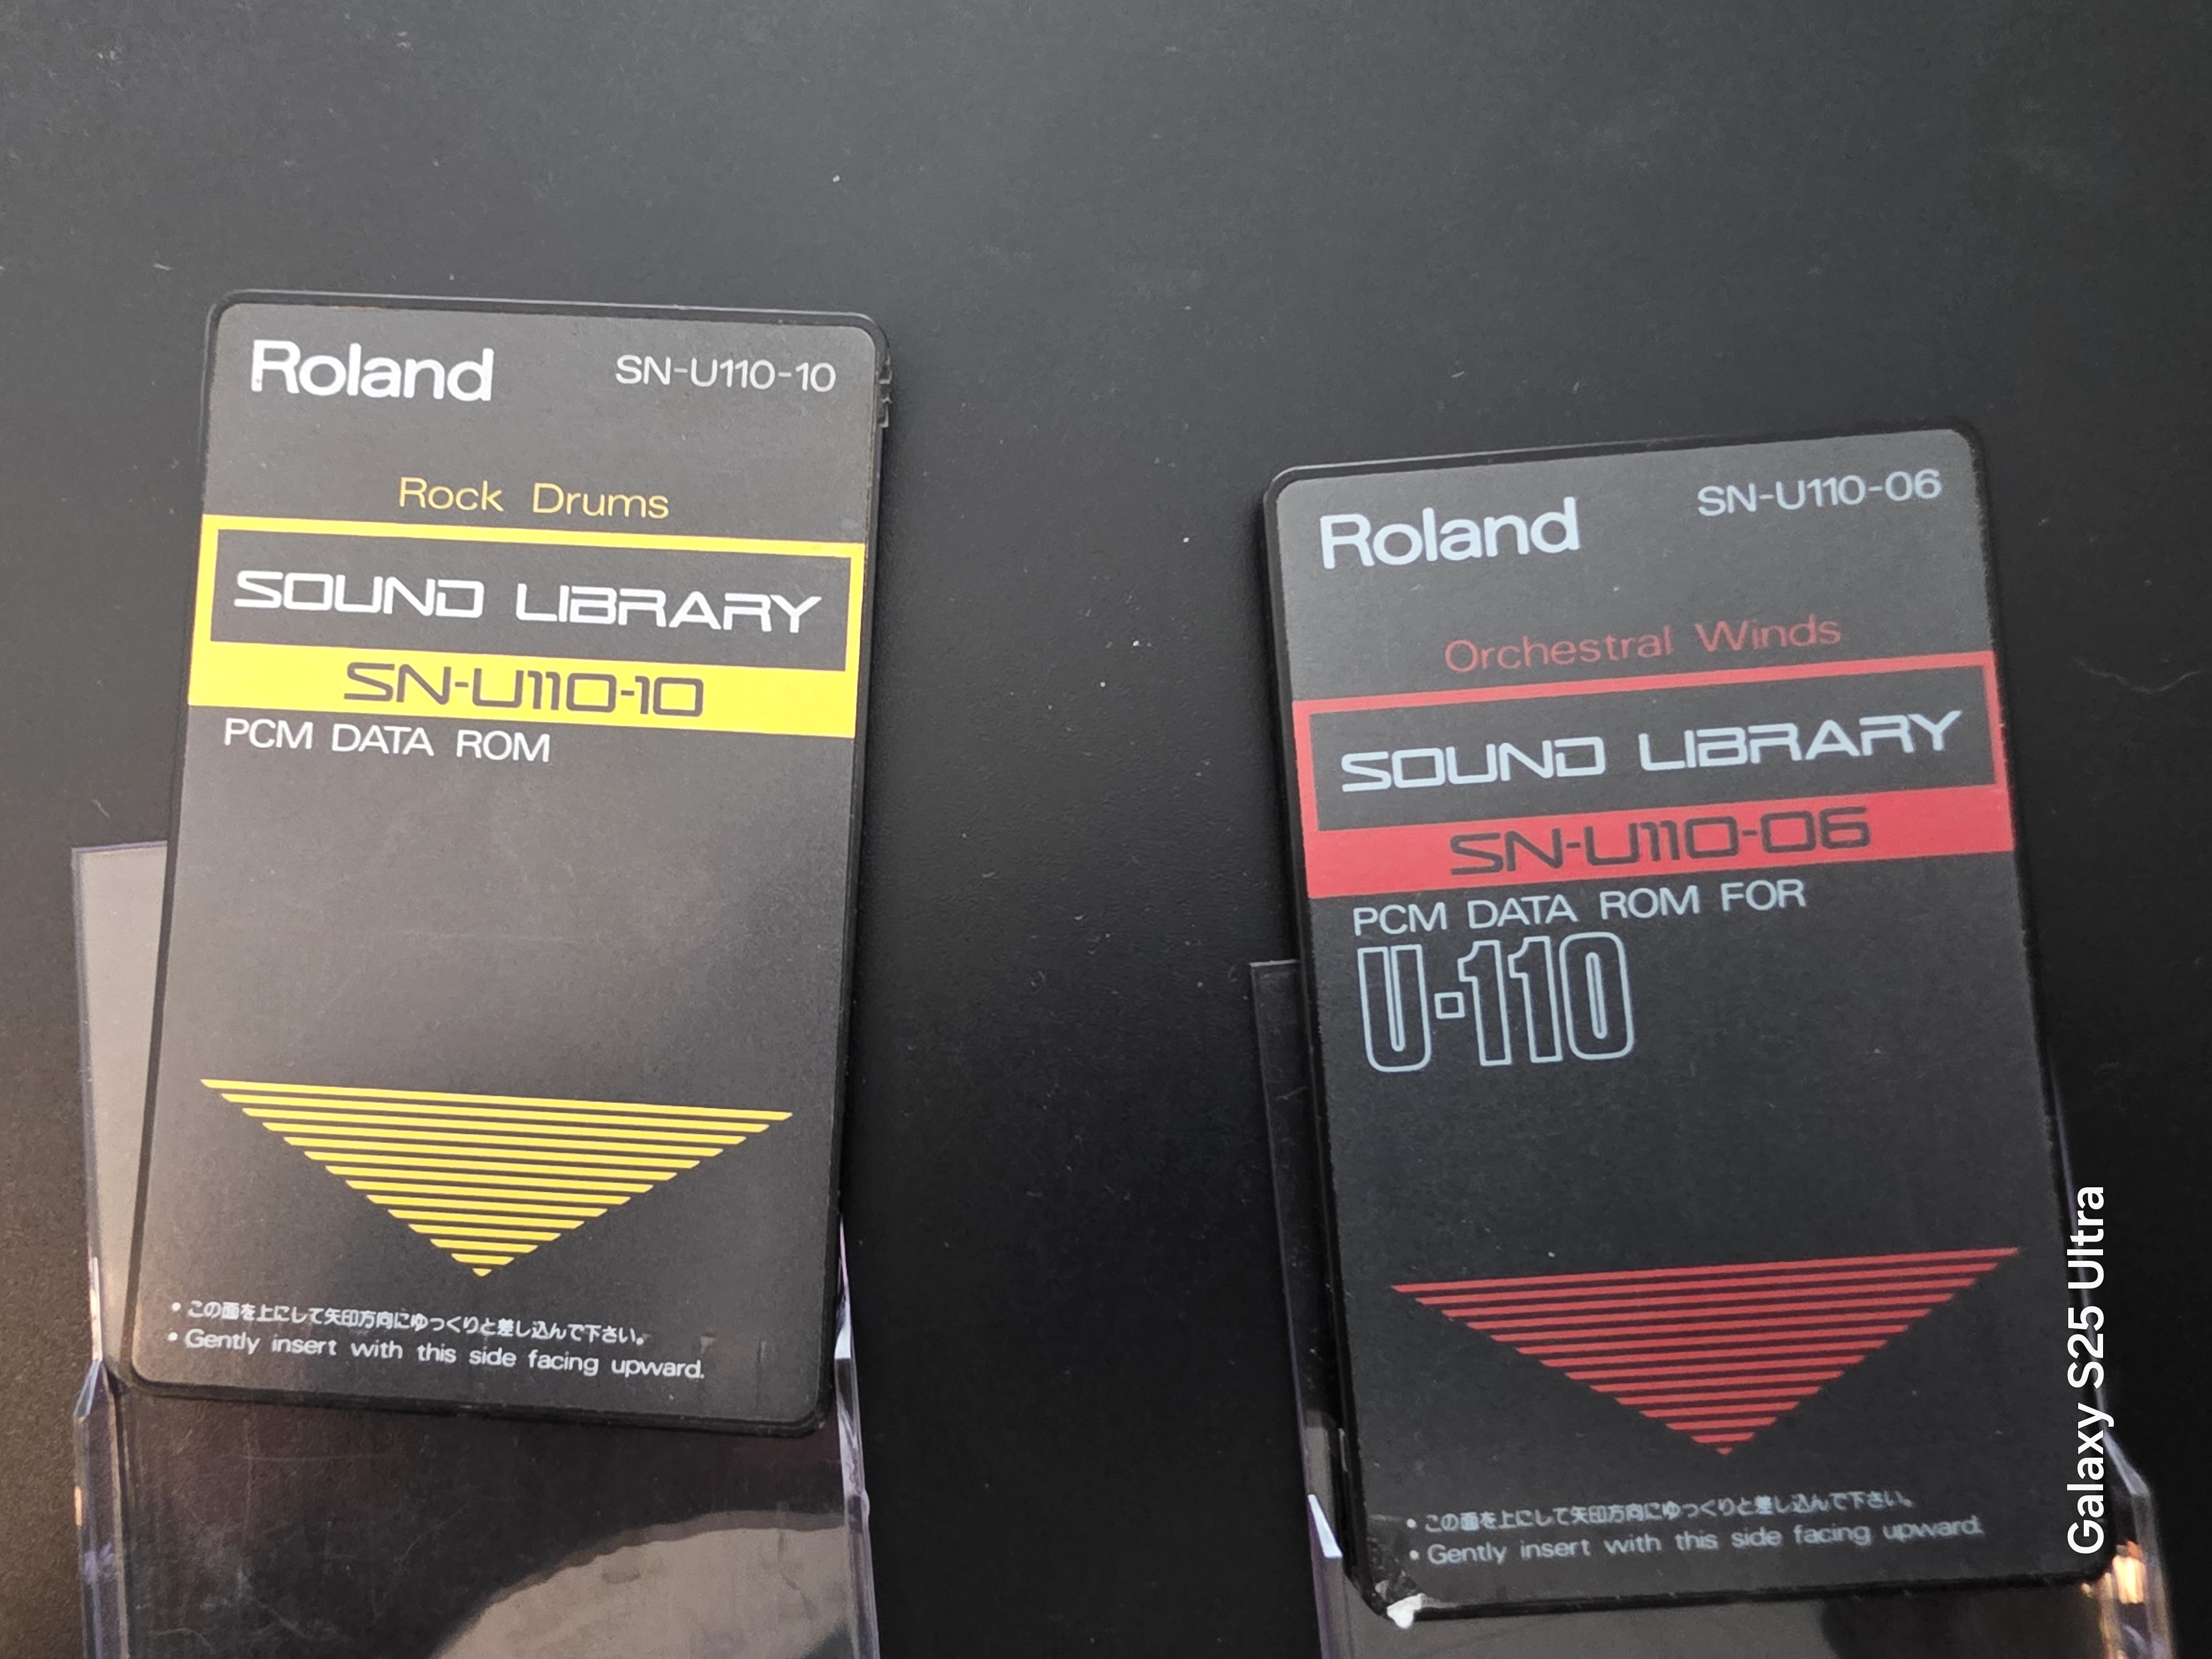 Roland SN-U110-10
Rock Drums
SOUND LIBRARY
SN-U110-10
PCM DATA ROM
• この面を上にして矢印方向にゆっくりと差し込んで下さい。
• Gently insert with this side facing upward.
Roland SN-U110-06
Orchestral Winds
SOUND LIBRARY
SN-U110-06
PCM DATA ROM FOR
U-110
• この面を上にして矢印方向にゆっくりと差し込んで下さい。
• Gently insert with this side facing upward.
Galaxy S25 Ultra